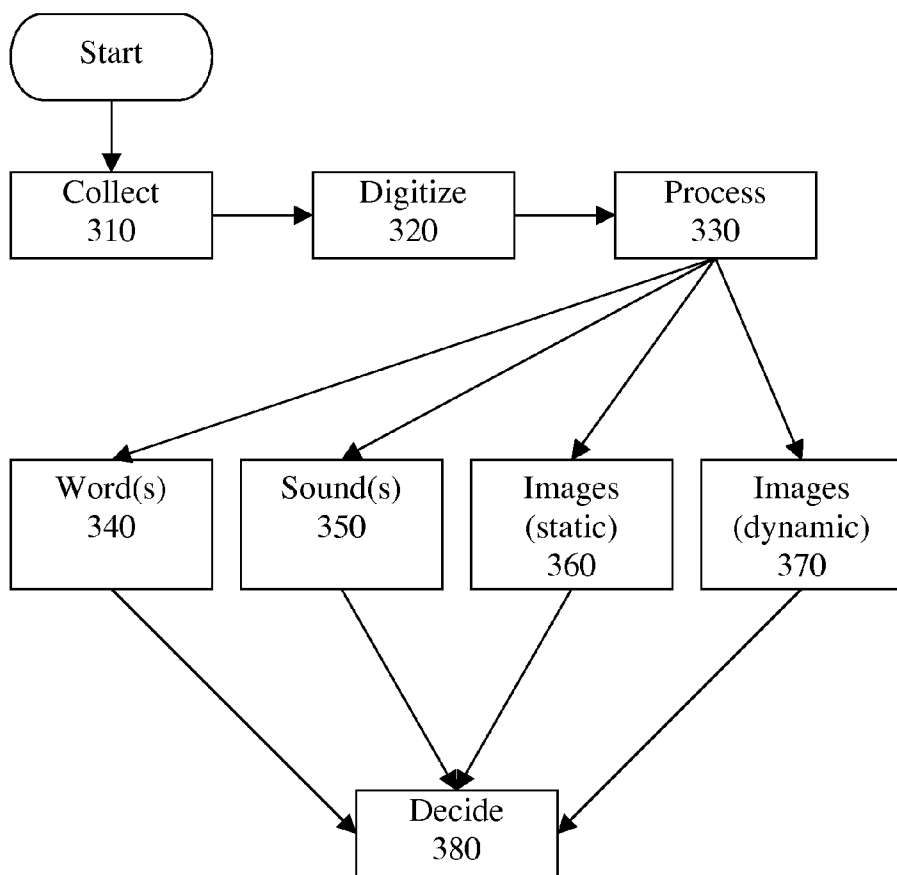 Start
Collect
310
Digitize
320
Process
330
Word(s)
340
Sound(s)
350
Images
(static)
360
Images
(dynamic)
370
Decide
380